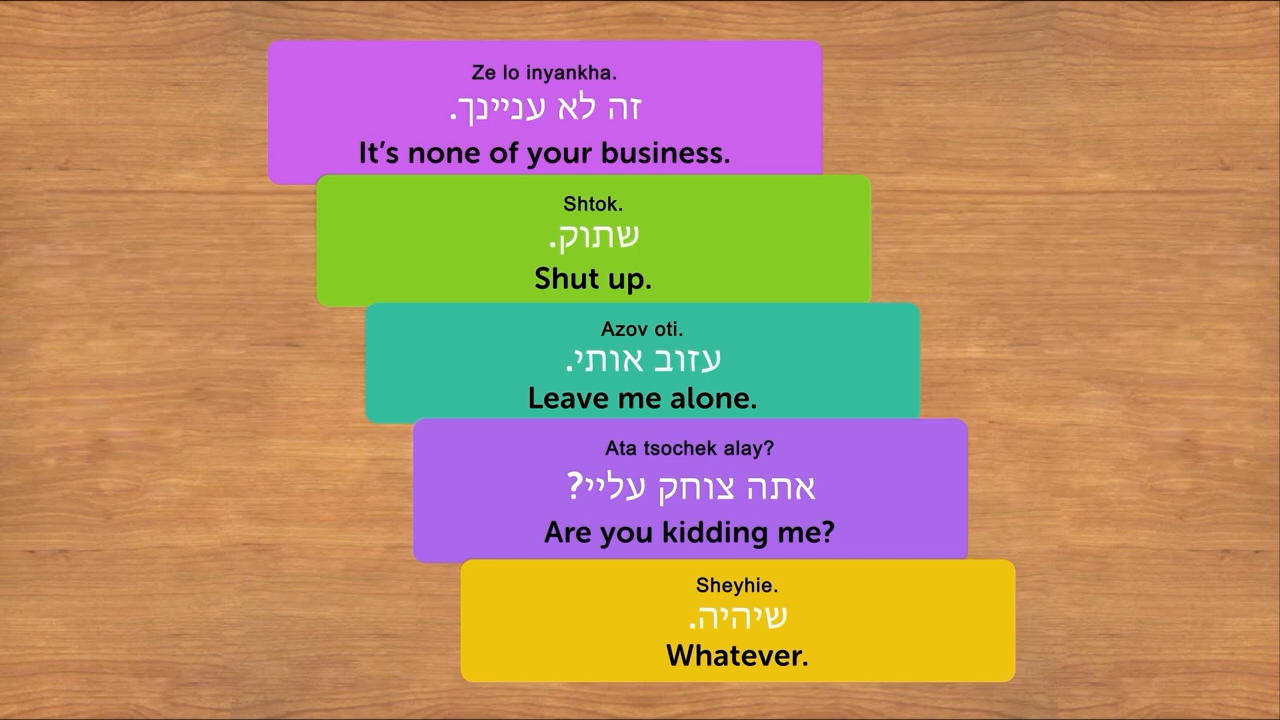 Ze lo inyankha.
זה לא עניינך.
It's none of your business.
Shtok.
שתוק.
Shut up.
Azov oti.
עזוב אותי.
Leave me alone.
Ata tsochek alay?
אתה צוחק עליי?
Are you kidding me?
Sheyhie.
שיהיה.
Whatever.